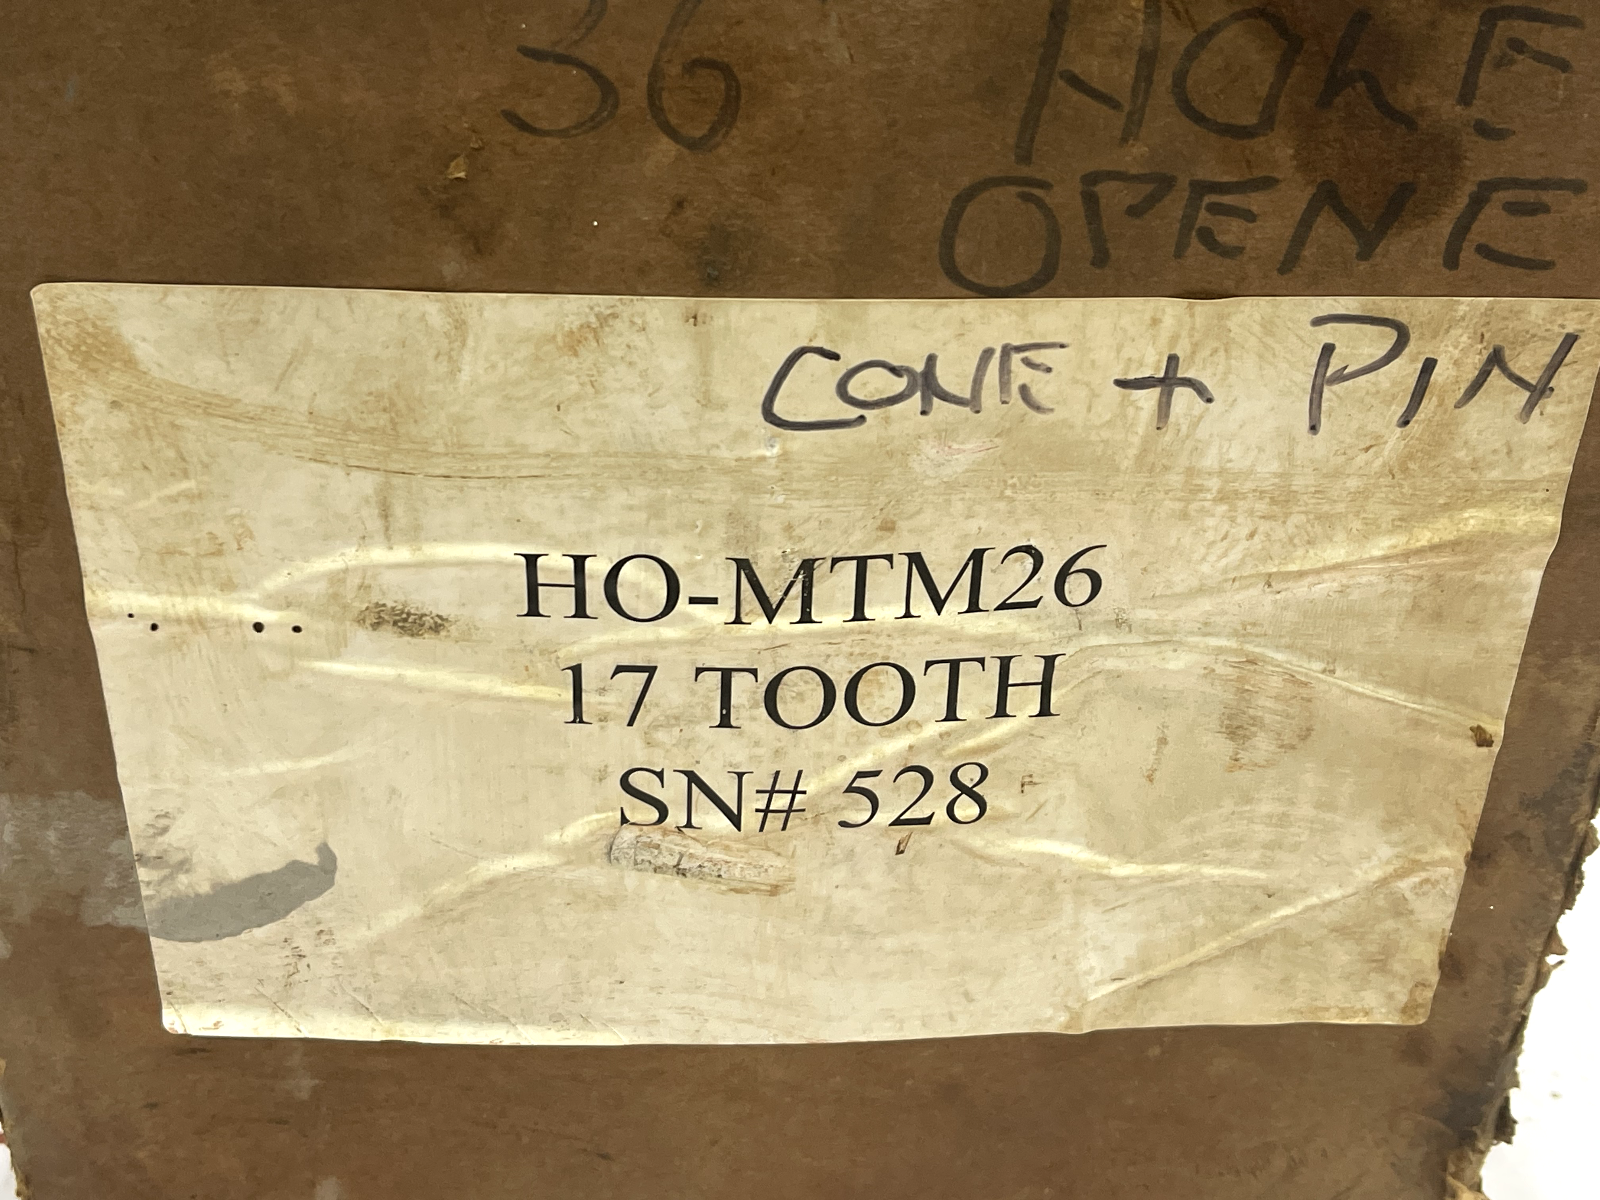 36 HOLE
OPENE
CONE + PIN
HO-MTM26
17 TOOTH
SN# 528